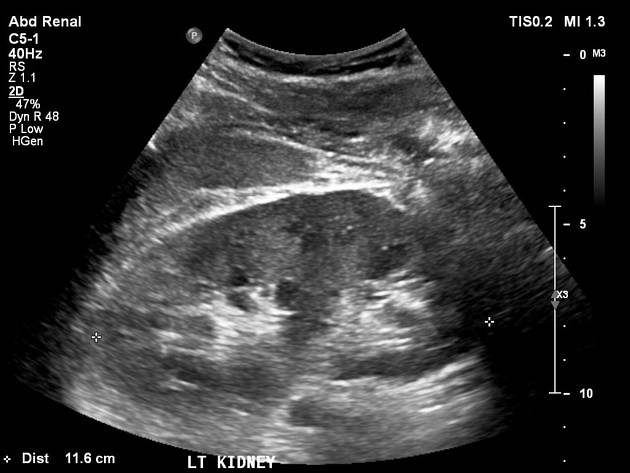 Abd Renal
C5-1
40Hz
RS
Z 1.1
2D
47%
Dyn R 48
P Low
HGen
P
TIS0.2 MI 1.3
M3
0
5
X3
10
Dist 11.6 cm
LT KIDNEY